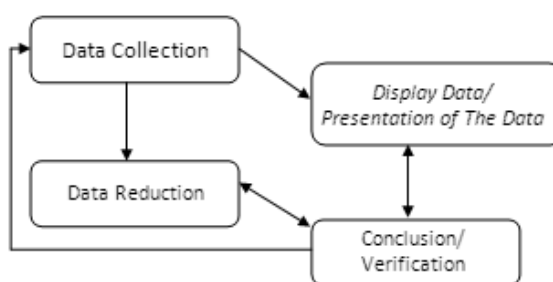 Data Collection
Display Data/
Presentation of The Data
Data Reduction
Conclusion/
Verification